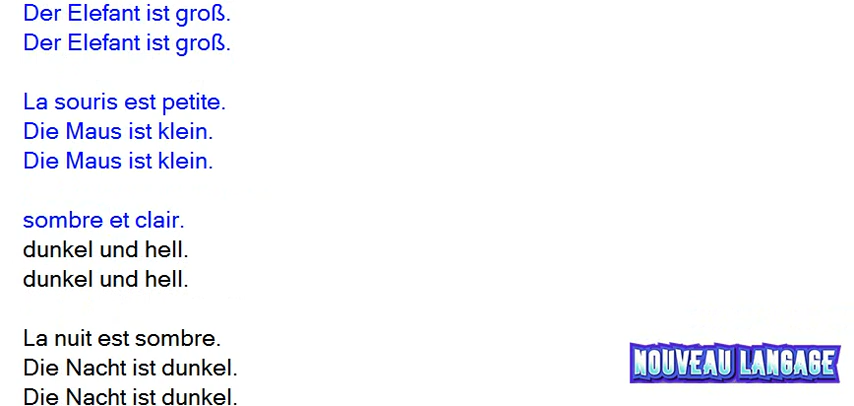 Der Elefant ist groß.
Der Elefant ist groß.
La souris est petite.
Die Maus ist klein.
Die Maus ist klein.
sombre et clair.
dunkel und hell.
dunkel und hell.
La nuit est sombre.
Die Nacht ist dunkel.
Die Nacht ist dunkel.
NOUVEAU LANGAGE